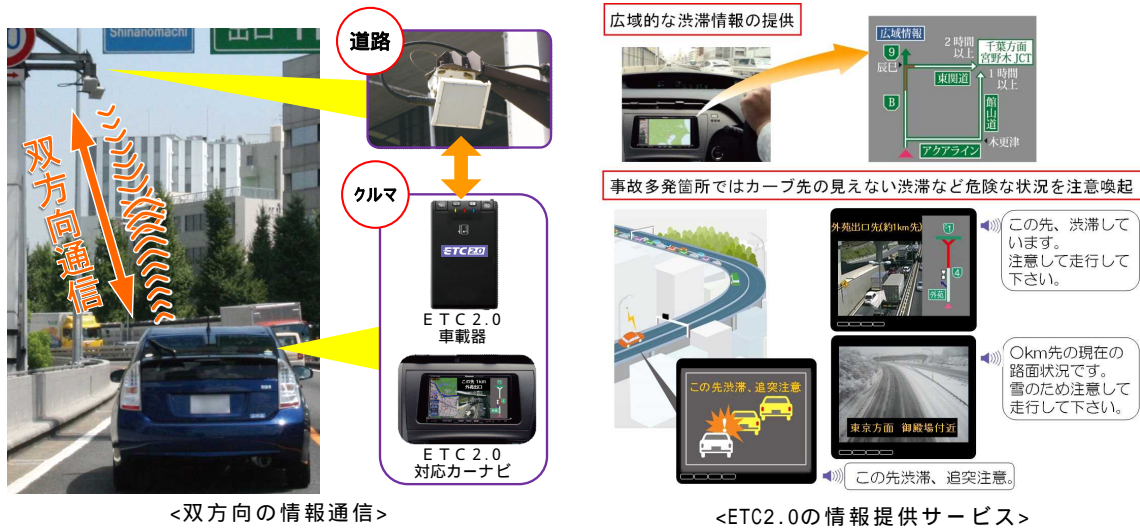 Shinanomachi
出口
双方向通信
道路
クルマ
ETC2.0
ETC2.0
車載器
この先 1km
外苑出口
ETC2.0
対応カーナビ
<双方向の情報通信>
広域的な渋滞情報の提供
広域情報
9
辰巳
2時間
以上
千葉方面
宮野木JCT
東関道
1時間
以上
B
館山道
木更津
アクアライン
事故多発箇所ではカーブ先の見えない渋滞など危険な状況を注意喚起
外苑出口先(約1km先)
1
4
外苑
この先、渋滞して
います。
注意して走行して
下さい。
東京方面 御殿場付近
〇km先の現在の
路面状況です。
雪のため注意して
走行して下さい。
この先渋滞、追突注意
この先渋滞、追突注意。
<ETC2.0の情報提供サービス>